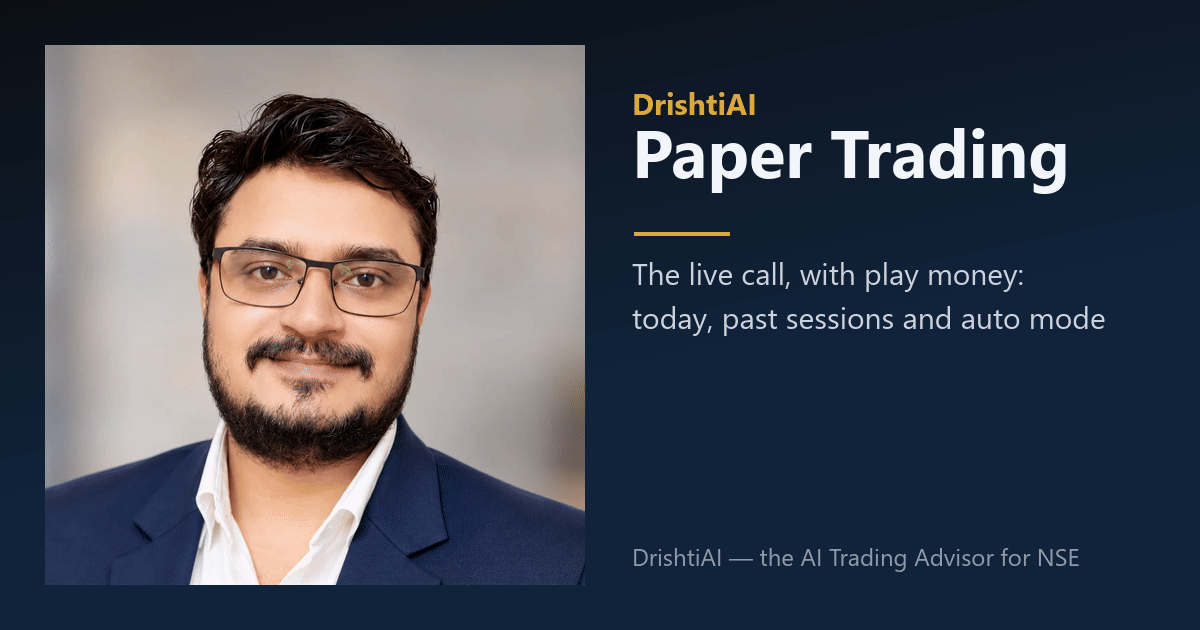 DrishtiAI
Paper Trading
The live call, with play money:
today, past sessions and auto mode
DrishtiAI — the AI Trading Advisor for NSE